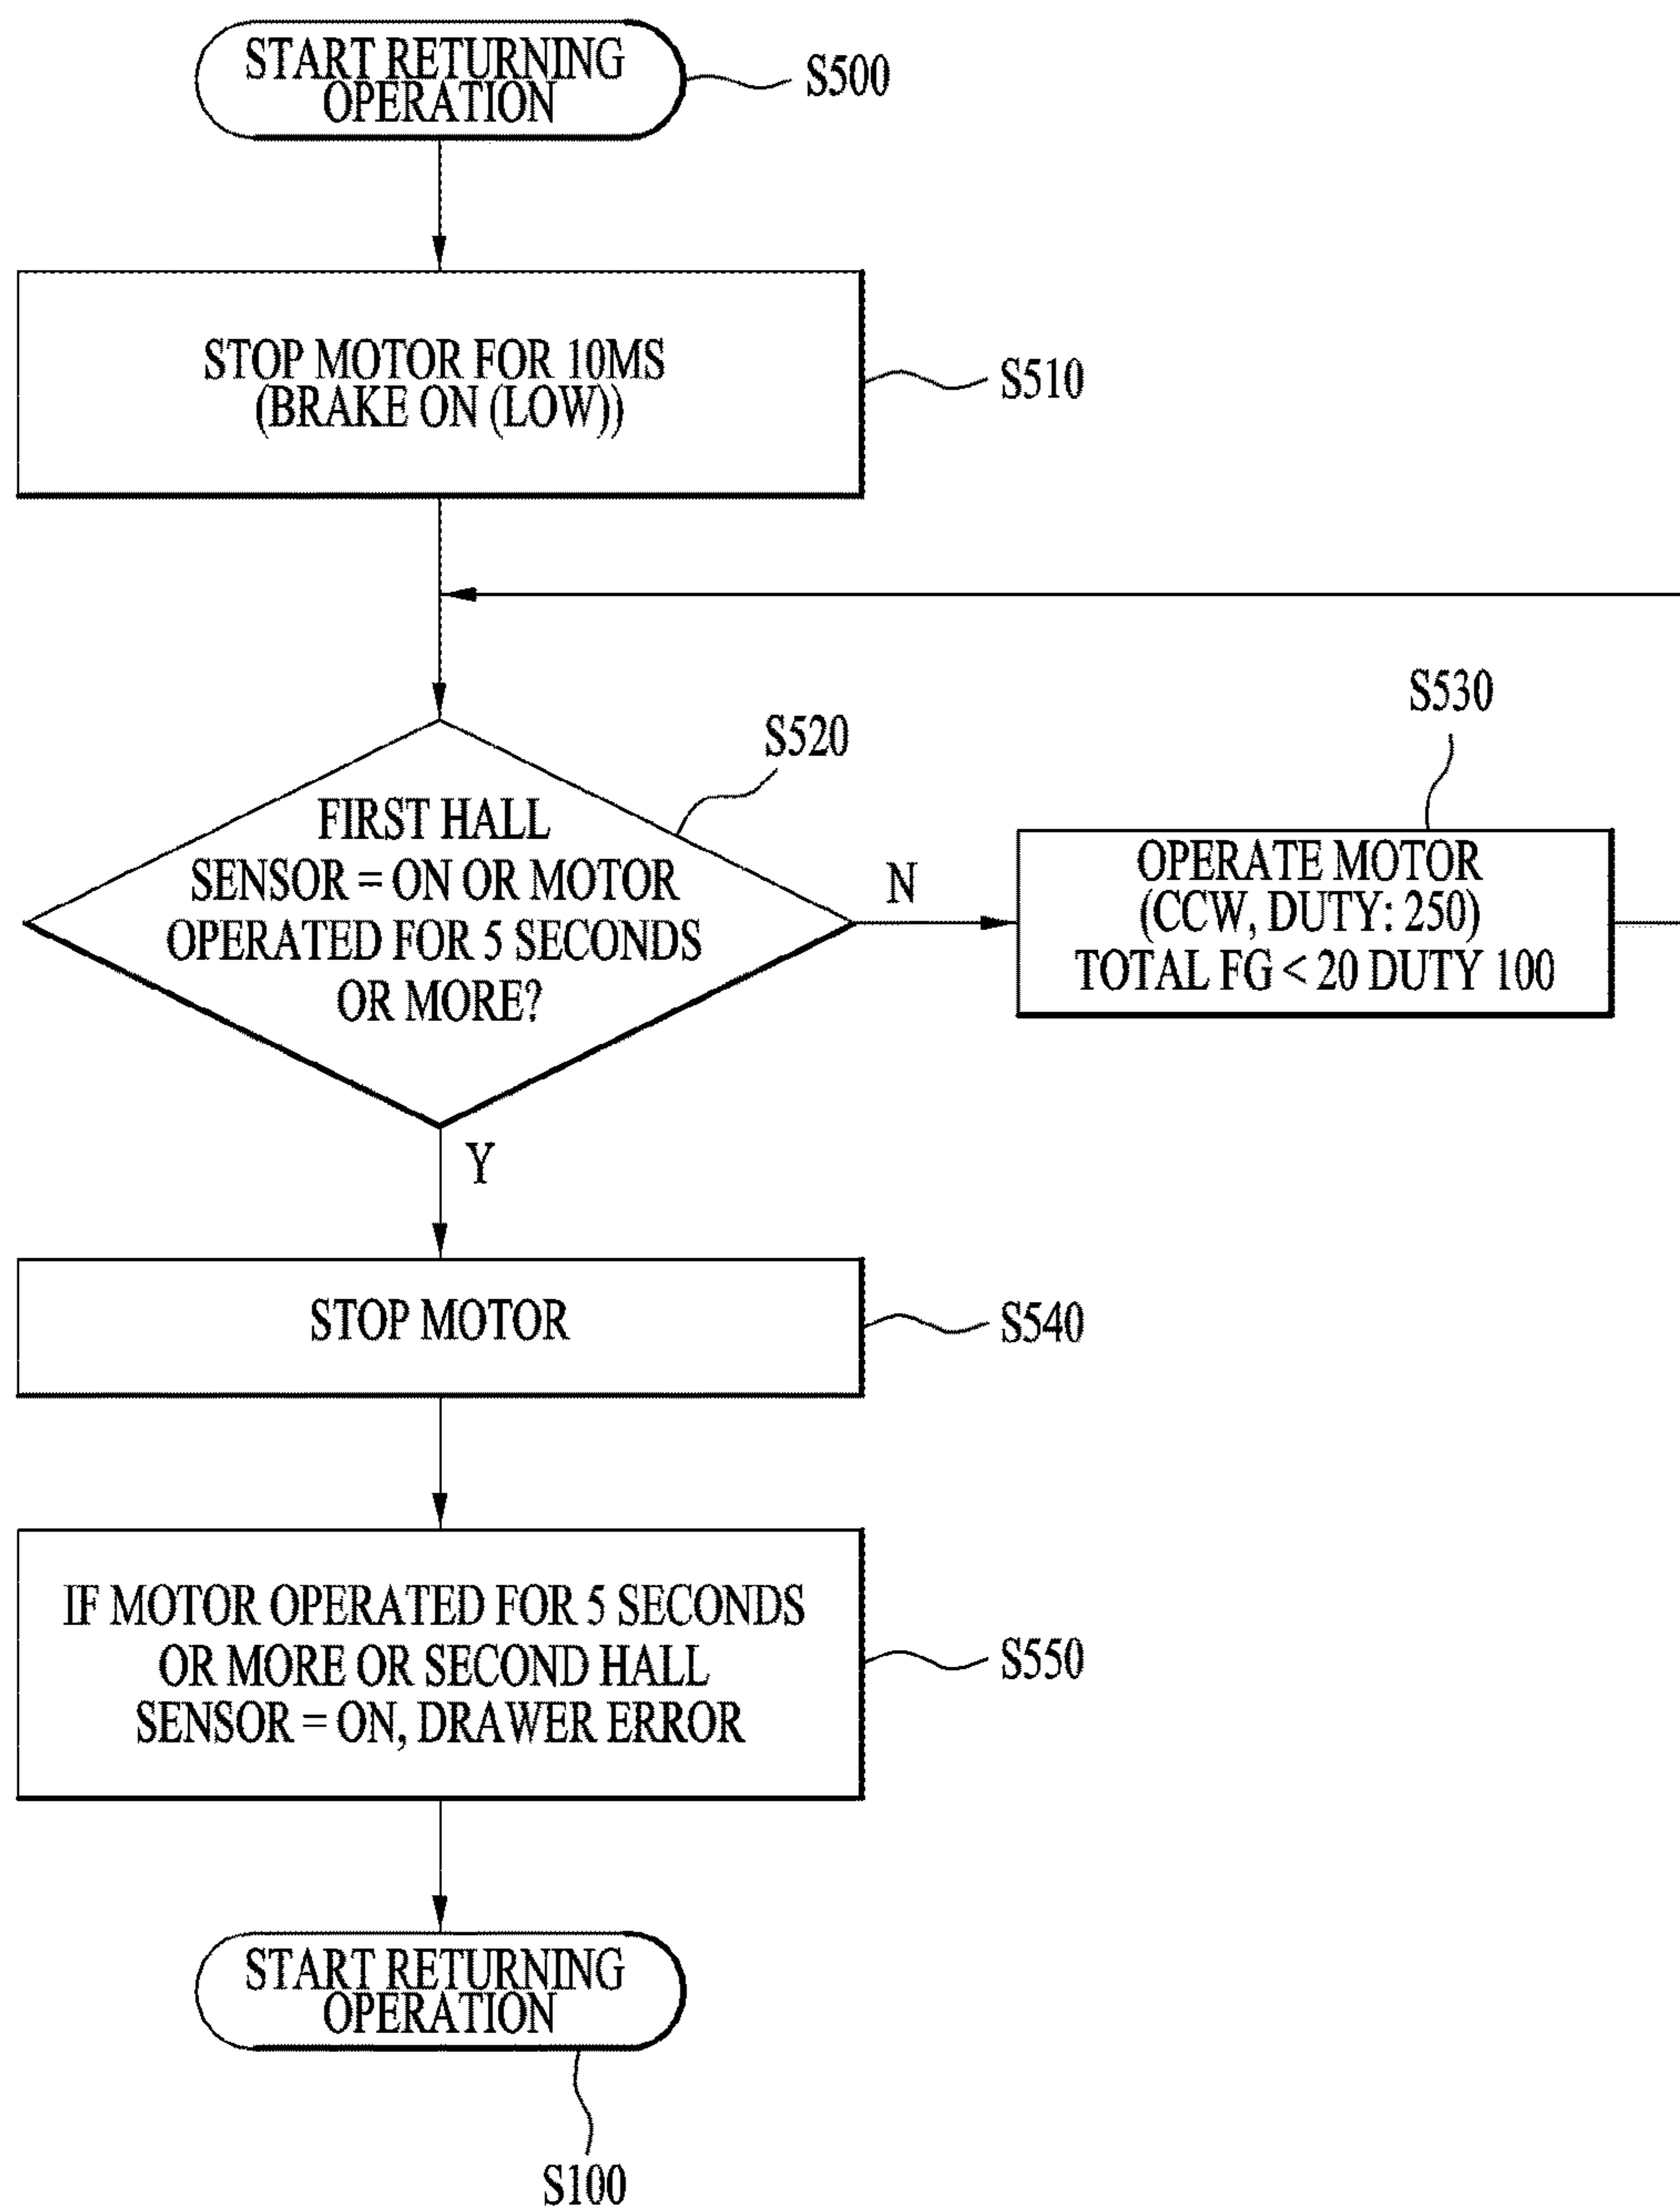 START RETURNING
OPERATION
S500
STOP MOTOR FOR 10MS
(BRAKE ON (LOW))
S510
S520
FIRST HALL
SENSOR = ON OR MOTOR
OPERATED FOR 5 SECONDS
OR MORE?
N
S530
OPERATE MOTOR
(CCW, DUTY: 250)
TOTAL FG < 20 DUTY 100
Y
STOP MOTOR
S540
IF MOTOR OPERATED FOR 5 SECONDS
OR MORE OR SECOND HALL
SENSOR = ON, DRAWER ERROR
S550
START RETURNING
OPERATION
S100